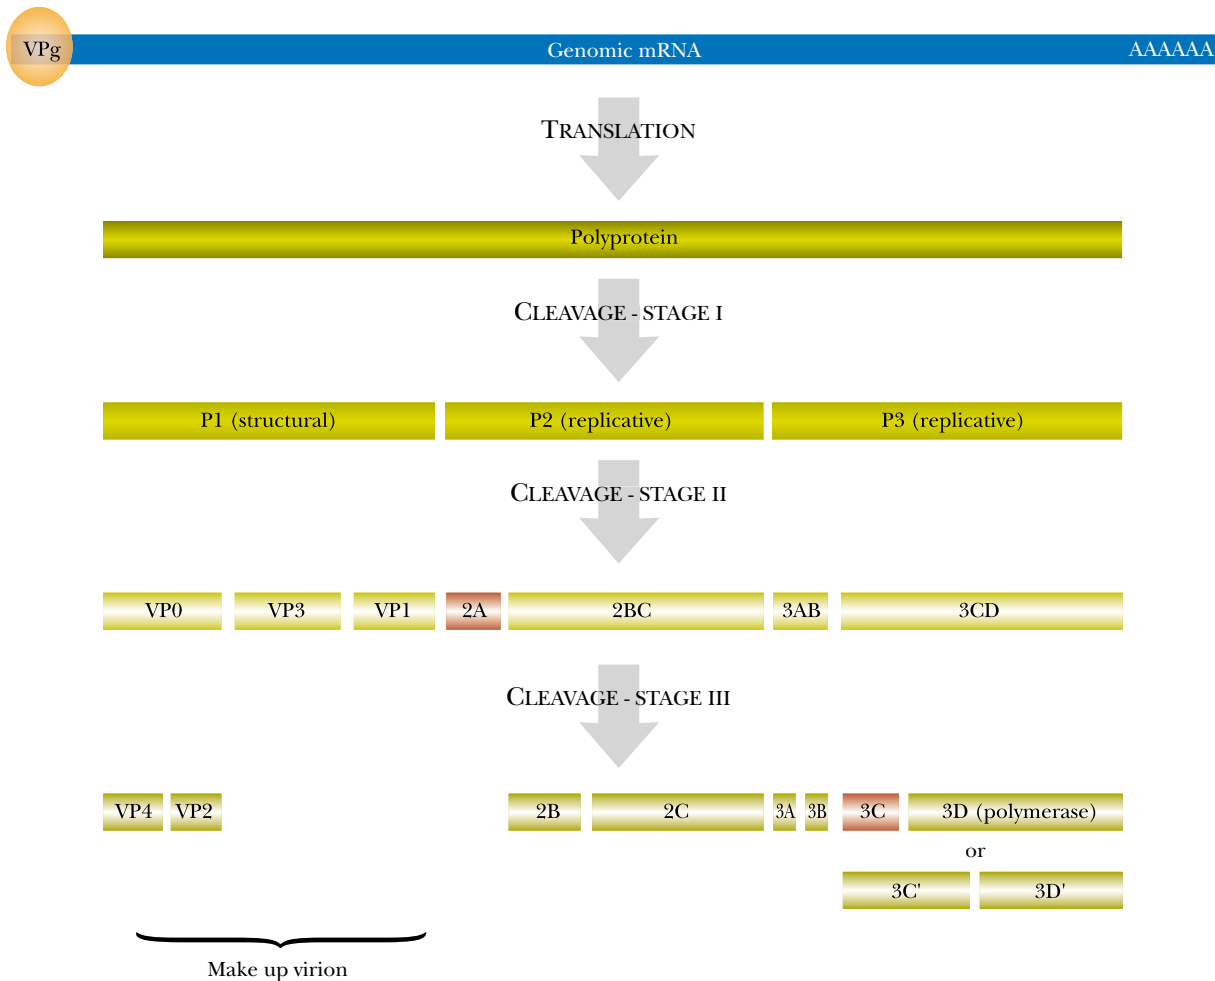 VPg
Genomic mRNA
AAAAAA
TRANSLATION
Polyprotein
CLEAVAGE - STAGE I
P1 (structural)
P2 (replicative)
P3 (replicative)
CLEAVAGE - STAGE II
VP0
VP3
VP1
2A
2BC
3AB
3CD
CLEAVAGE - STAGE III
VP4
VP2
2B
2C
3A
3B
3C
3D (polymerase)
or
3C'
3D'
Make up virion